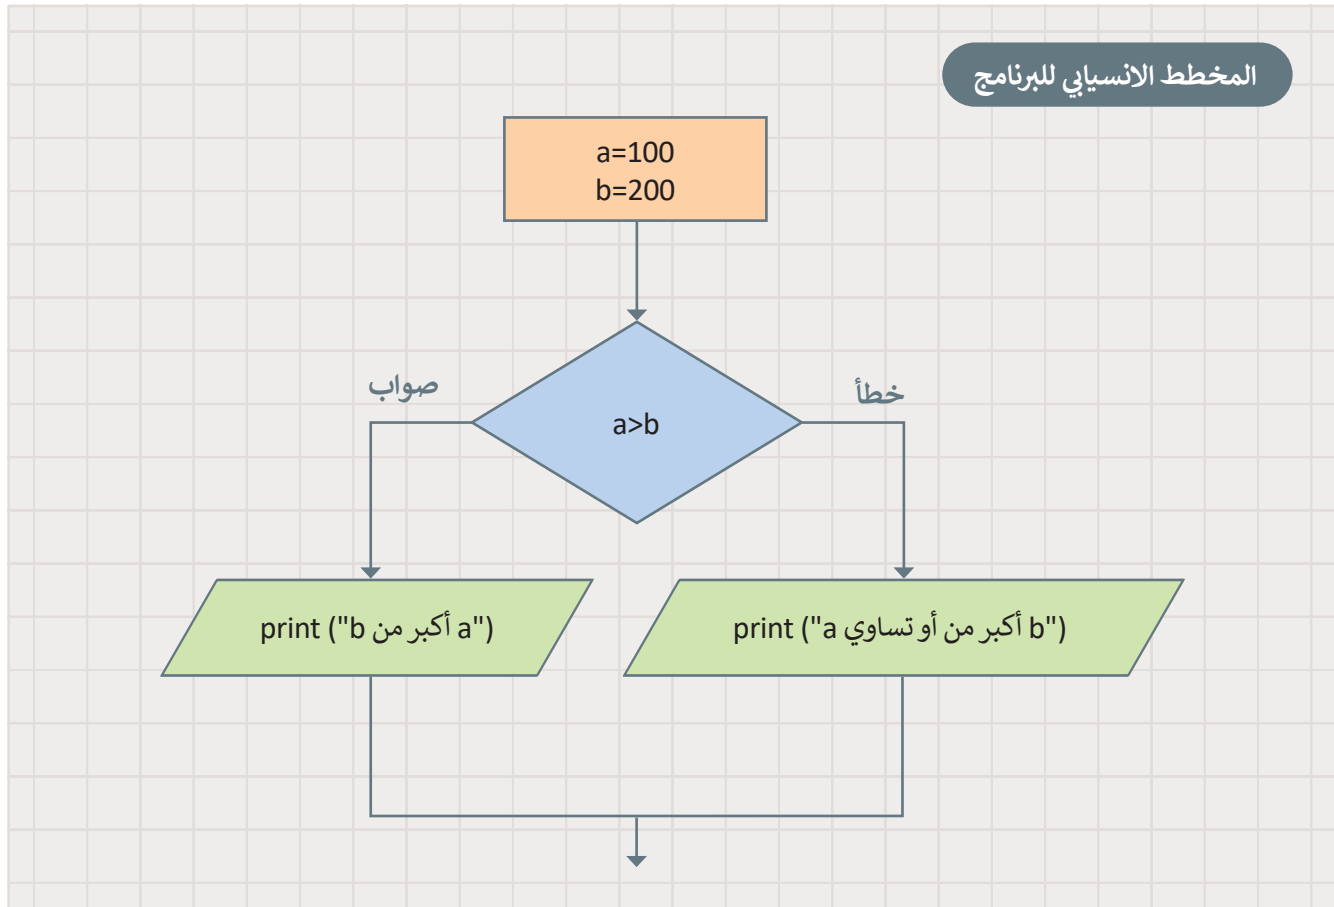 المخطط الانسيابي للبرنامج
a=100
b=200
a>b
صواب
خطأ
print ("a أكبر من b")
print ("b أكبر من أو تساوي a")